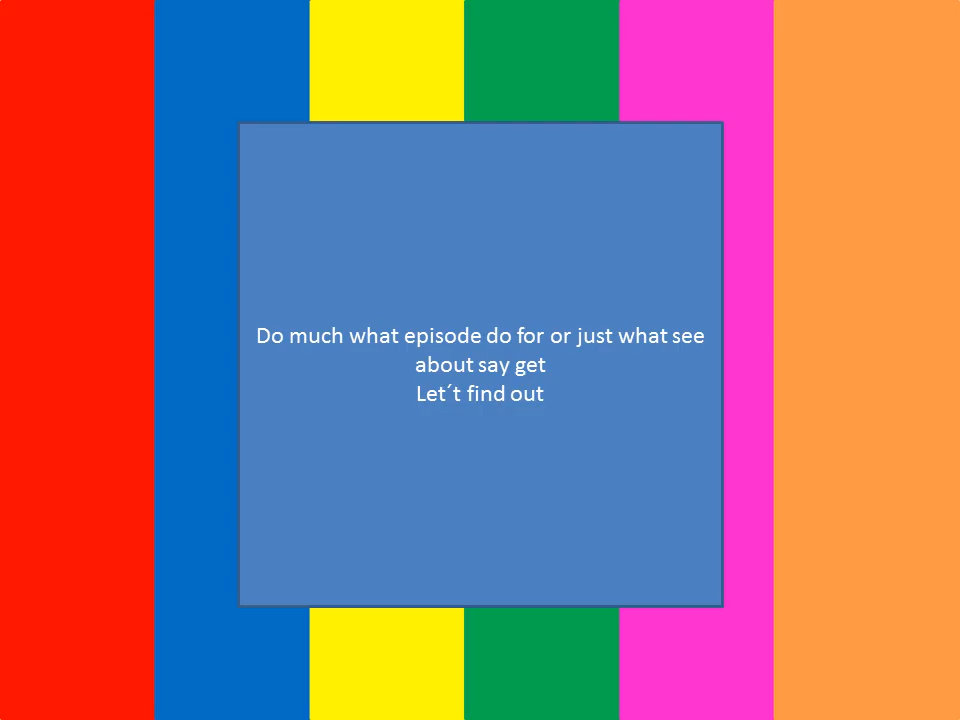 Do much what episode do for or just what see
about say get
Let´t find out